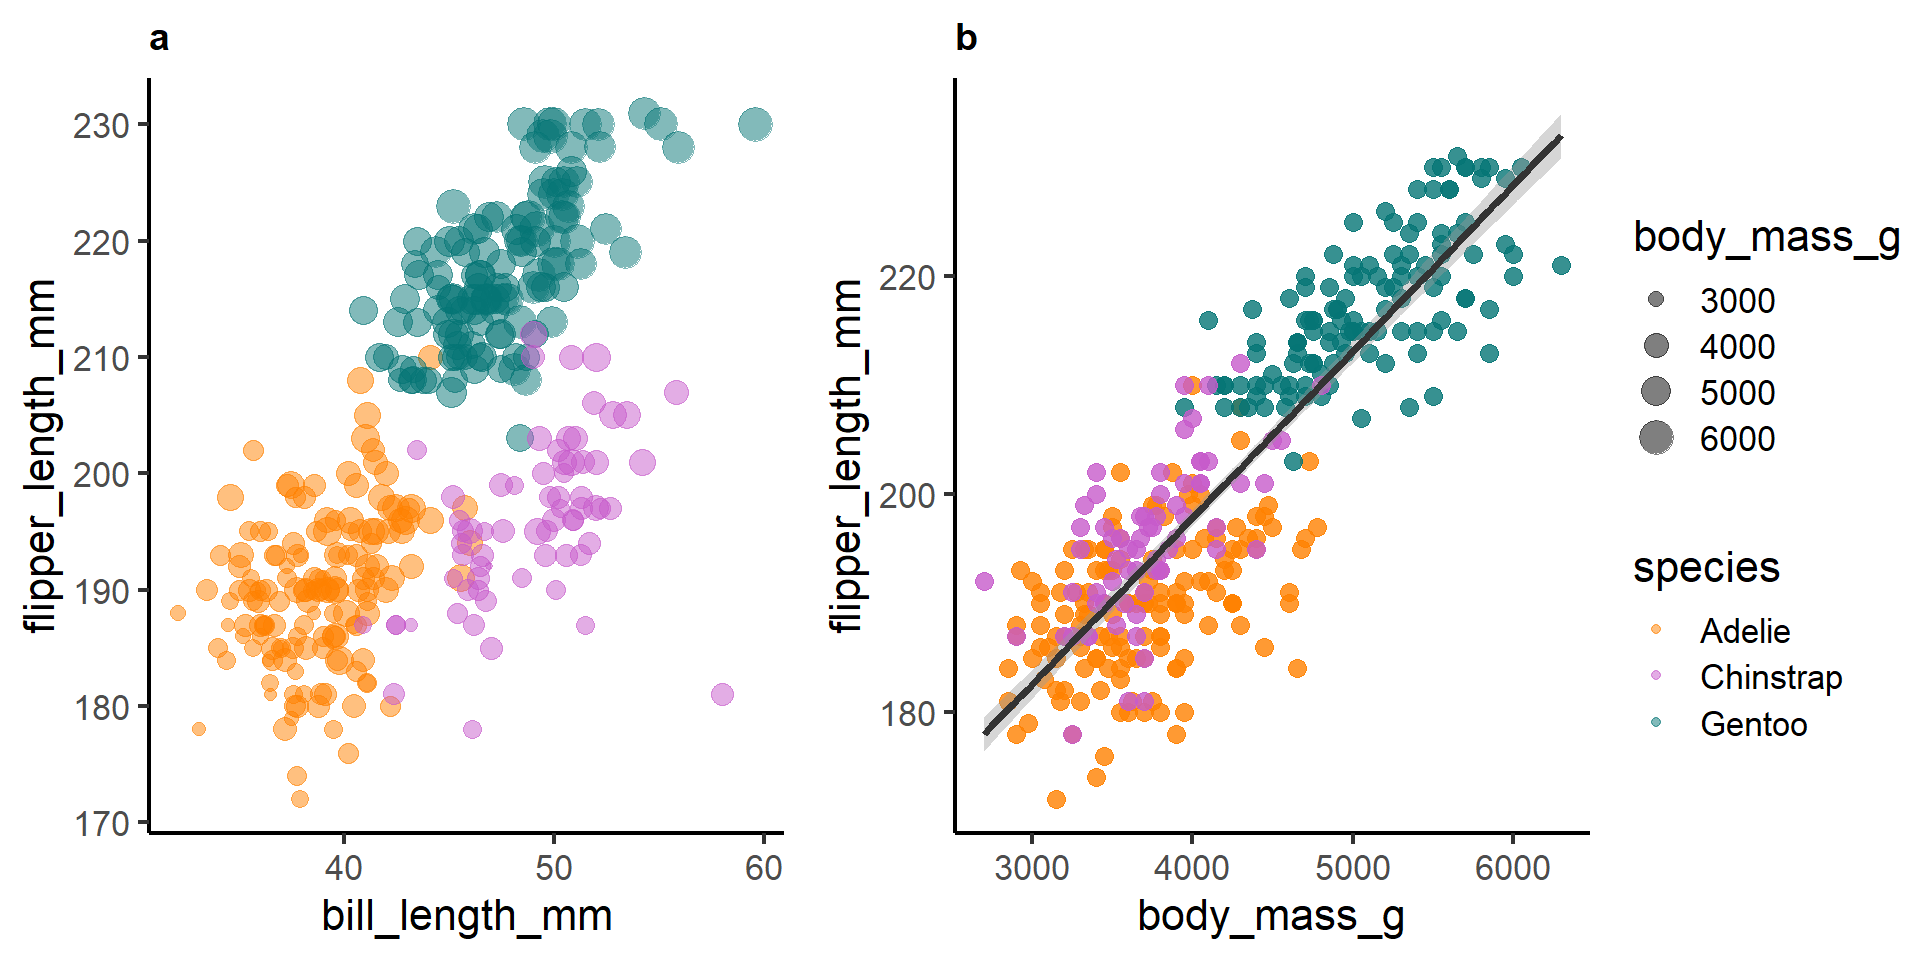 a
230
220
210
200
190
180
170
flipper_length_mm
40 50 60
bill_length_mm
b
220
200
180
flipper_length_mm
3000 4000 5000 6000
body_mass_g
body_mass_g
3000
4000
5000
6000
species
Adelie
Chinstrap
Gentoo